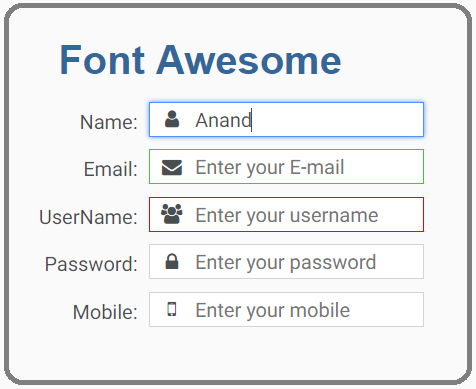 Font Awesome
Name: Anand
Email: Enter your E-mail
UserName: Enter your username
Password: Enter your password
Mobile: Enter your mobile